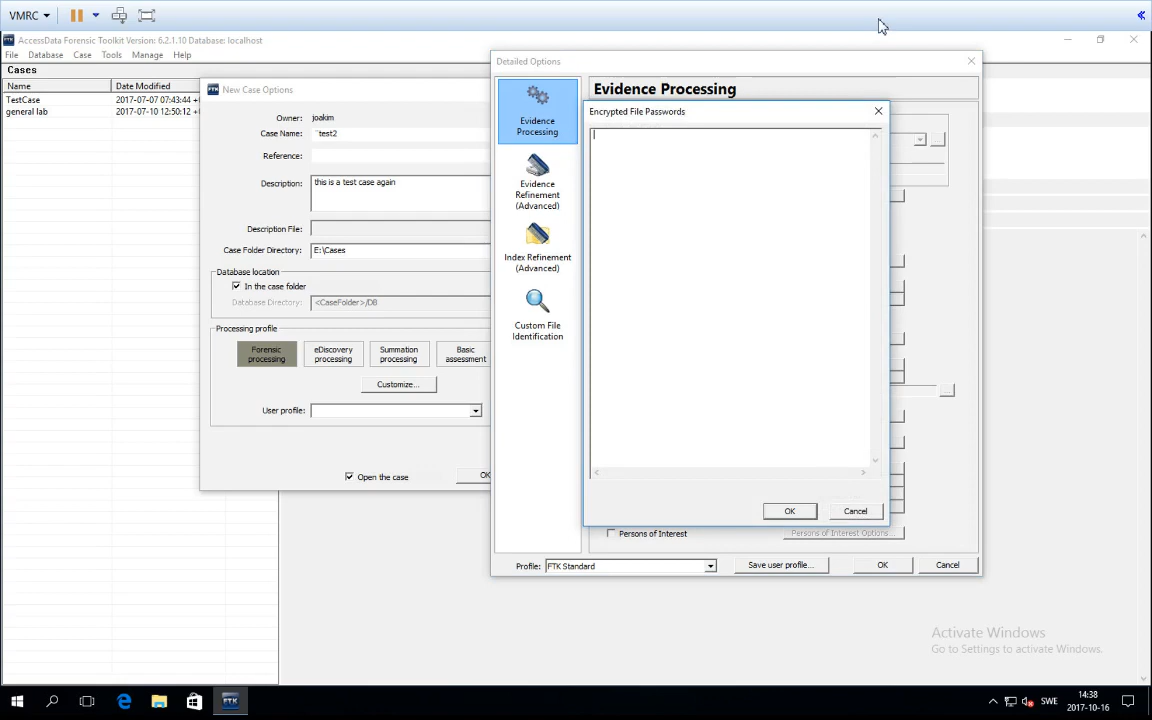 VMRC
AccessData Forensic Toolkit Version: 6.2.1.10 Database: localhost
File Database Case Tools Manage Help
Cases
Name Date Modified
TestCase 2017-07-07 07:43:44 +
general lab 2017-07-10 12:50:12 +
FTK New Case Options
Owner: joakim
Case Name: ¨test2
Reference:
Description: this is a test case again
Description File:
Case Folder Directory: E:\Cases
Database location
In the case folder
Database Directory: <CaseFolder>/DB
Processing profile
Forensic processing
eDiscovery processing
Summation processing
Basic assessment
Customize...
User profile:
Open the case
OK
Detailed Options
Evidence Processing
Evidence Refinement (Advanced)
Index Refinement (Advanced)
Custom File Identification
Evidence Processing
Encrypted File Passwords
OK Cancel
Persons of Interest Persons of Interest Options...
Profile: FTK Standard Save user profile... OK Cancel
Activate Windows
Go to Settings to activate Windows.
FTK
SWE
14:38
2017-10-16